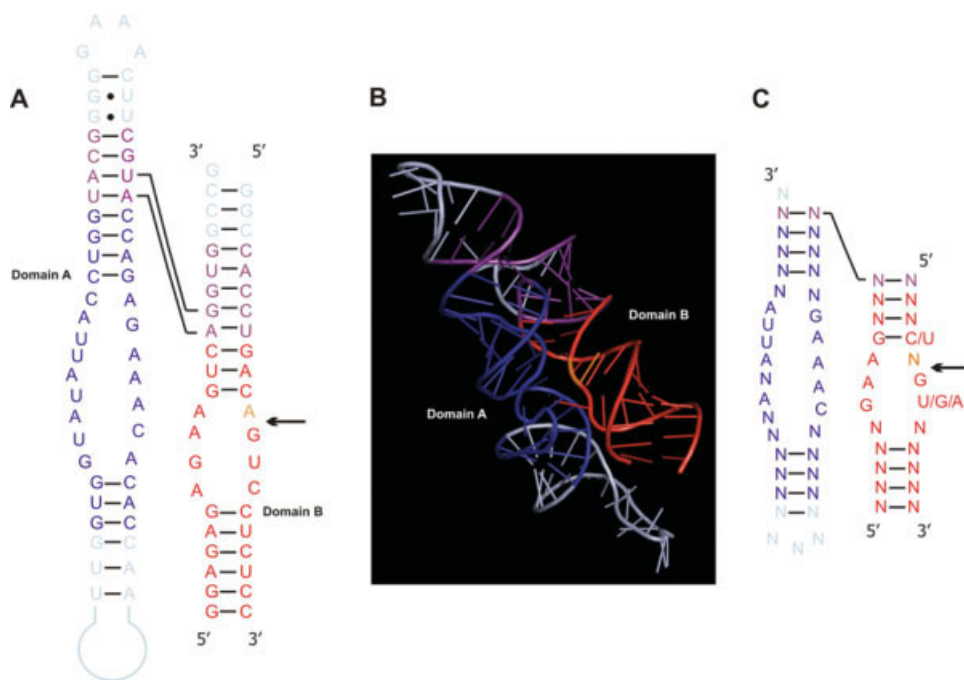 A
B
C
A A
G A
G C
G U
G U
G C
C G
A U
U A
G C
G C
U A
C G
C A
A G
U A
U A
A A
U C
A A
U
G
G C
U A
G C
G C
U A
U A
Domain A
3' 5'
G
C G
C G
G C
G C
U A
G C
G C
A U
C G
U A
G C
A A
A G
G U
A C
G C
A U
G C
A U
G C
G C
5' 3'
Domain B
Domain B
Domain A
3'
N
N N
N N
N N
N N
N N
U G
A A
U A
A A
N C
A N
N
N
N N
N N
N N
N N
N N
N N
5'
N N
N N
N N
G C/U
A N
A G
G U/G/A
N
N N
N N
N N
N N
5' 3'